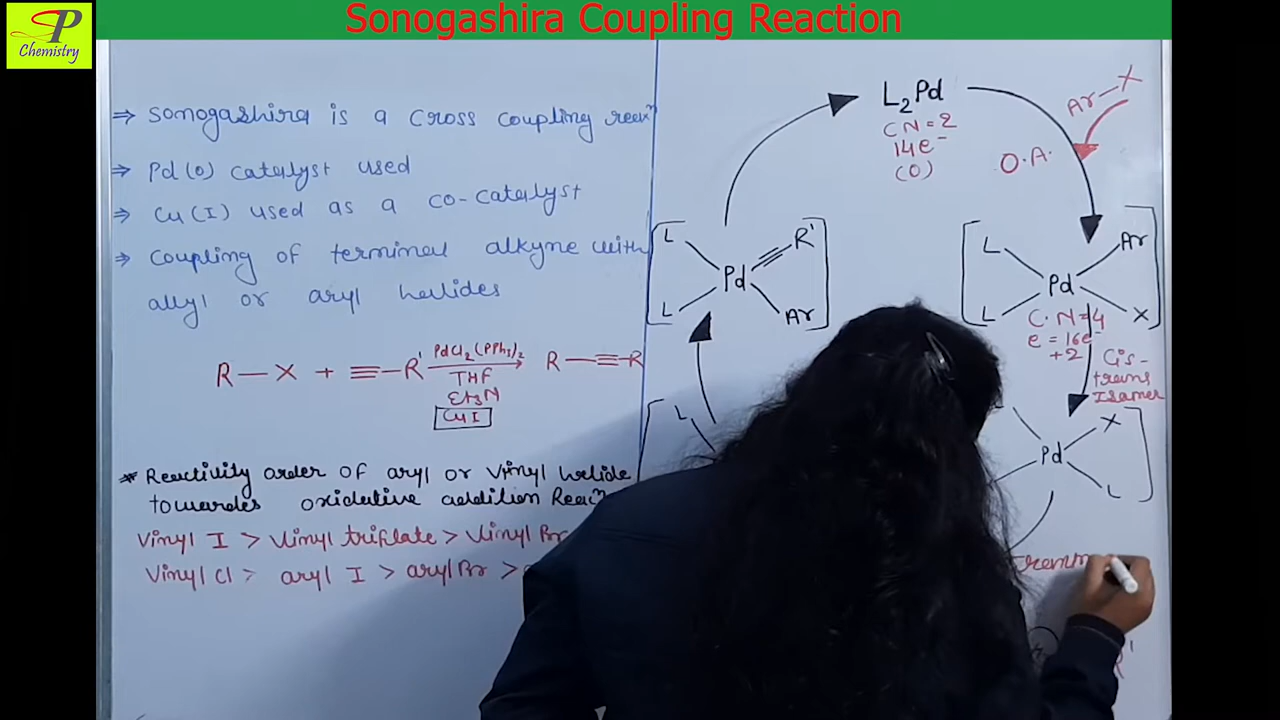 Sonogashira Coupling Reaction
SP
Chemistry
⇒ Sonogashira is a cross coupling reacⁿ
⇒ Pd(0) catalyst used
⇒ Cu(I) used as a co-catalyst
⇒ Coupling of terminal alkyne with
allyl or aryl halides
R—X + ≡—R' PdCl₂(PPh₃)₂ R—≡—R
THF
Et₃N
CuI
* Reactivity order of aryl or vinyl halide
towards oxidative addition Reacⁿ
Vinyl I > Vinyl triflate > Vinyl Br
Vinyl Cl > aryl I > aryl Br >
L₂Pd
CN=2
14e⁻
(0)
Ar—X
O.A.
L Ar
Pd
L X
C.N=4
e = 16e⁻
+2
Cis-
trans
Isomer
X
Pd
L
L ≡R'
Pd
L Ar
L
R'